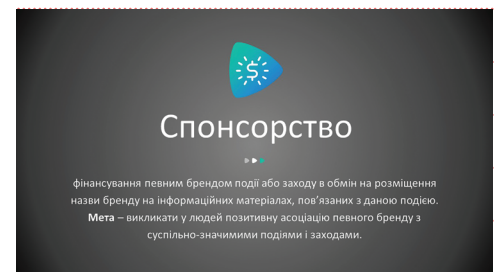 Спонсорство
фінансування певним брендом події або заходу в обмін на розміщення
назви бренду на інформаційних матеріалах, пов'язаних з даною подією.
Мета – викликати у людей позитивну асоціацію певного бренду з
суспільно-значимими подіями і заходами.